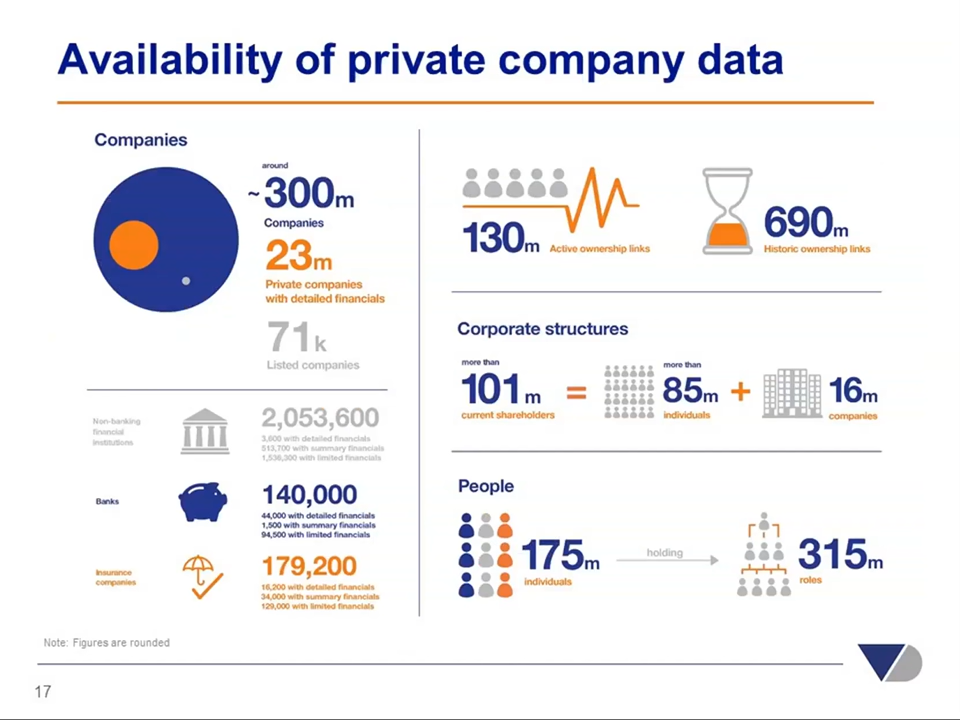 Availability of private company data
Companies
around
~300m
Companies
23m
Private companies
with detailed financials
71k
Listed companies
Non-banking
financial
institutions
2,053,600
3,600 with detailed financials
513,700 with summary financials
1,536,300 with limited financials
Banks
140,000
44,000 with detailed financials
1,500 with summary financials
94,500 with limited financials
Insurance
companies
179,200
16,200 with detailed financials
34,000 with summary financials
129,000 with limited financials
130m Active ownership links
690m
Historic ownership links
Corporate structures
more than
101m
current shareholders
=
more than
85m
individuals
+
16m
companies
People
175m
individuals
holding
315m
roles
Note: Figures are rounded
17